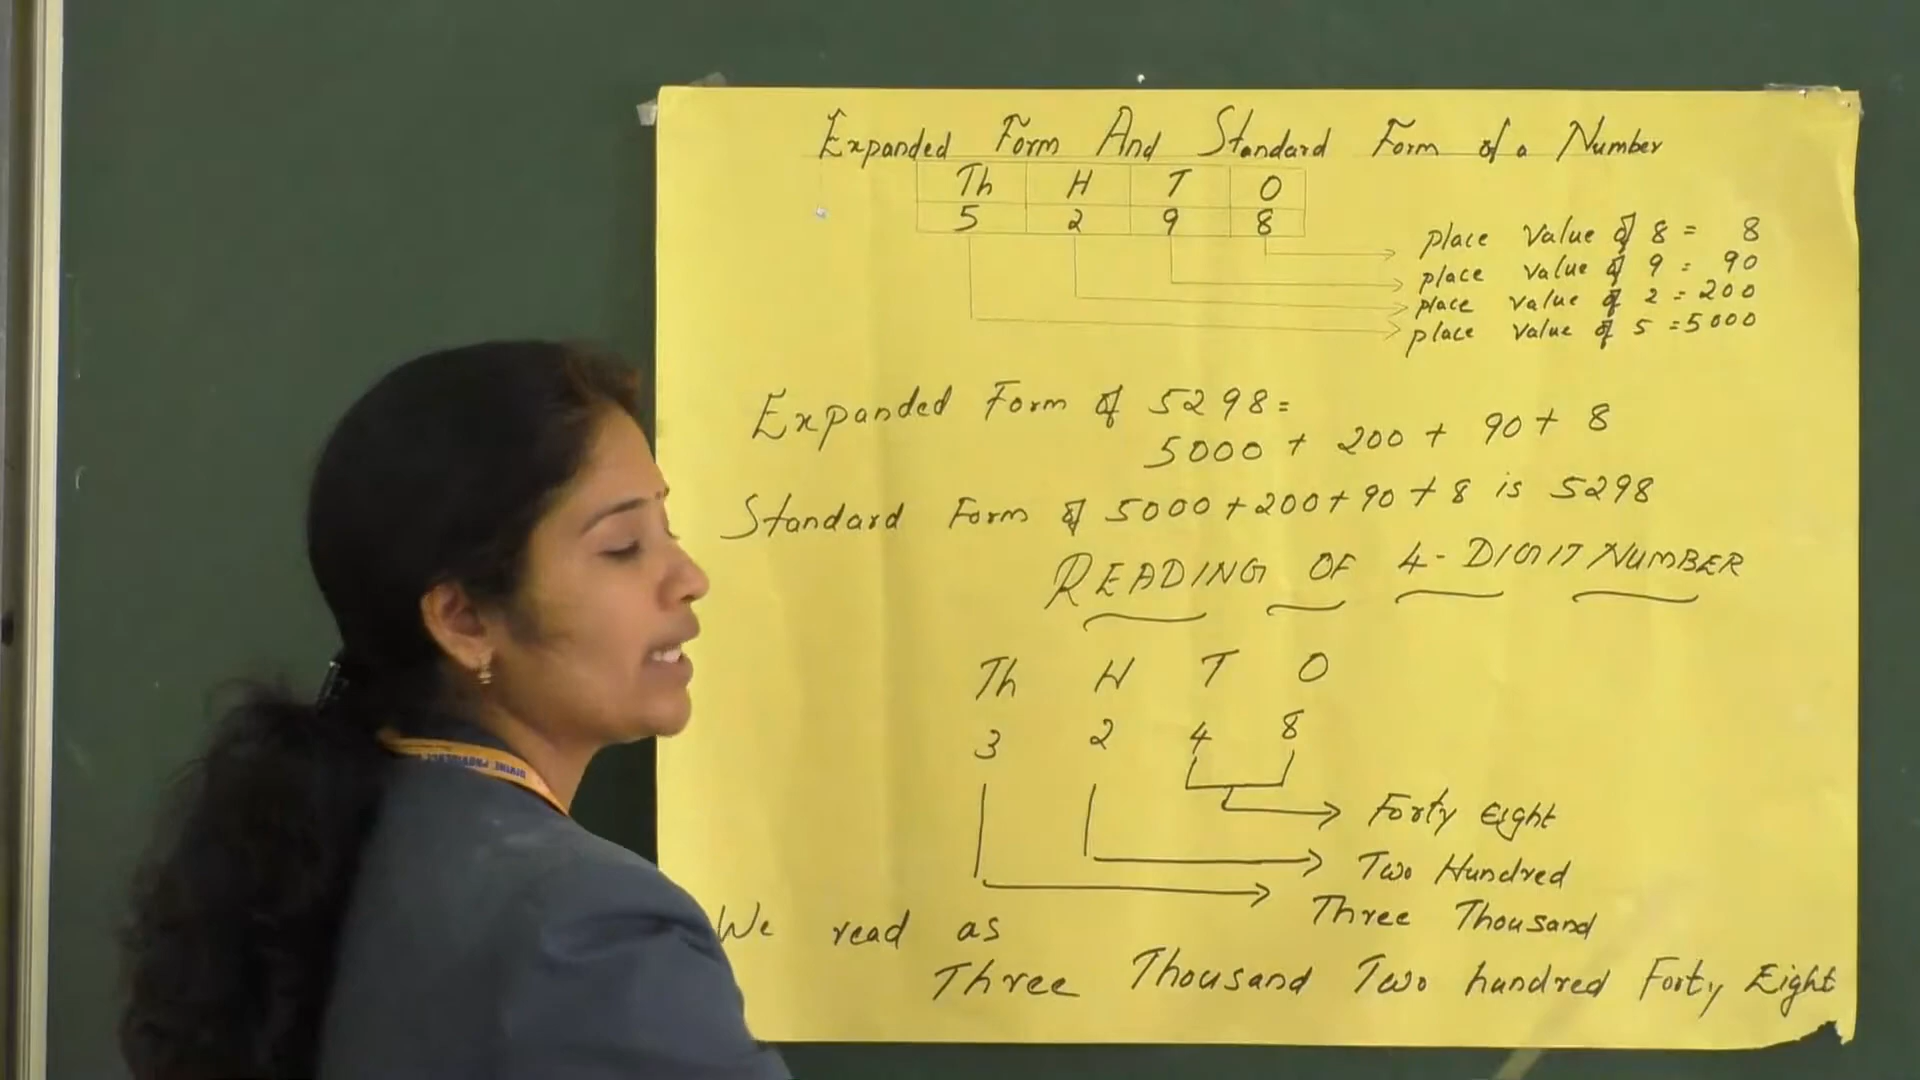 Expanded Form And Standard Form of a Number
Th H T O
5 2 9 8
place value of 8 = 8
place value of 9 = 90
place value of 2 = 200
place value of 5 = 5000
Expanded Form of 5298 =
5000 + 200 + 90 + 8
Standard Form of 5000 + 200 + 90 + 8 is 5298
READING OF 4-DIGIT NUMBER
Th H T O
3 2 4 8
Forty Eight
Two Hundred
Three Thousand
We read as
Three Thousand Two hundred Forty Eight